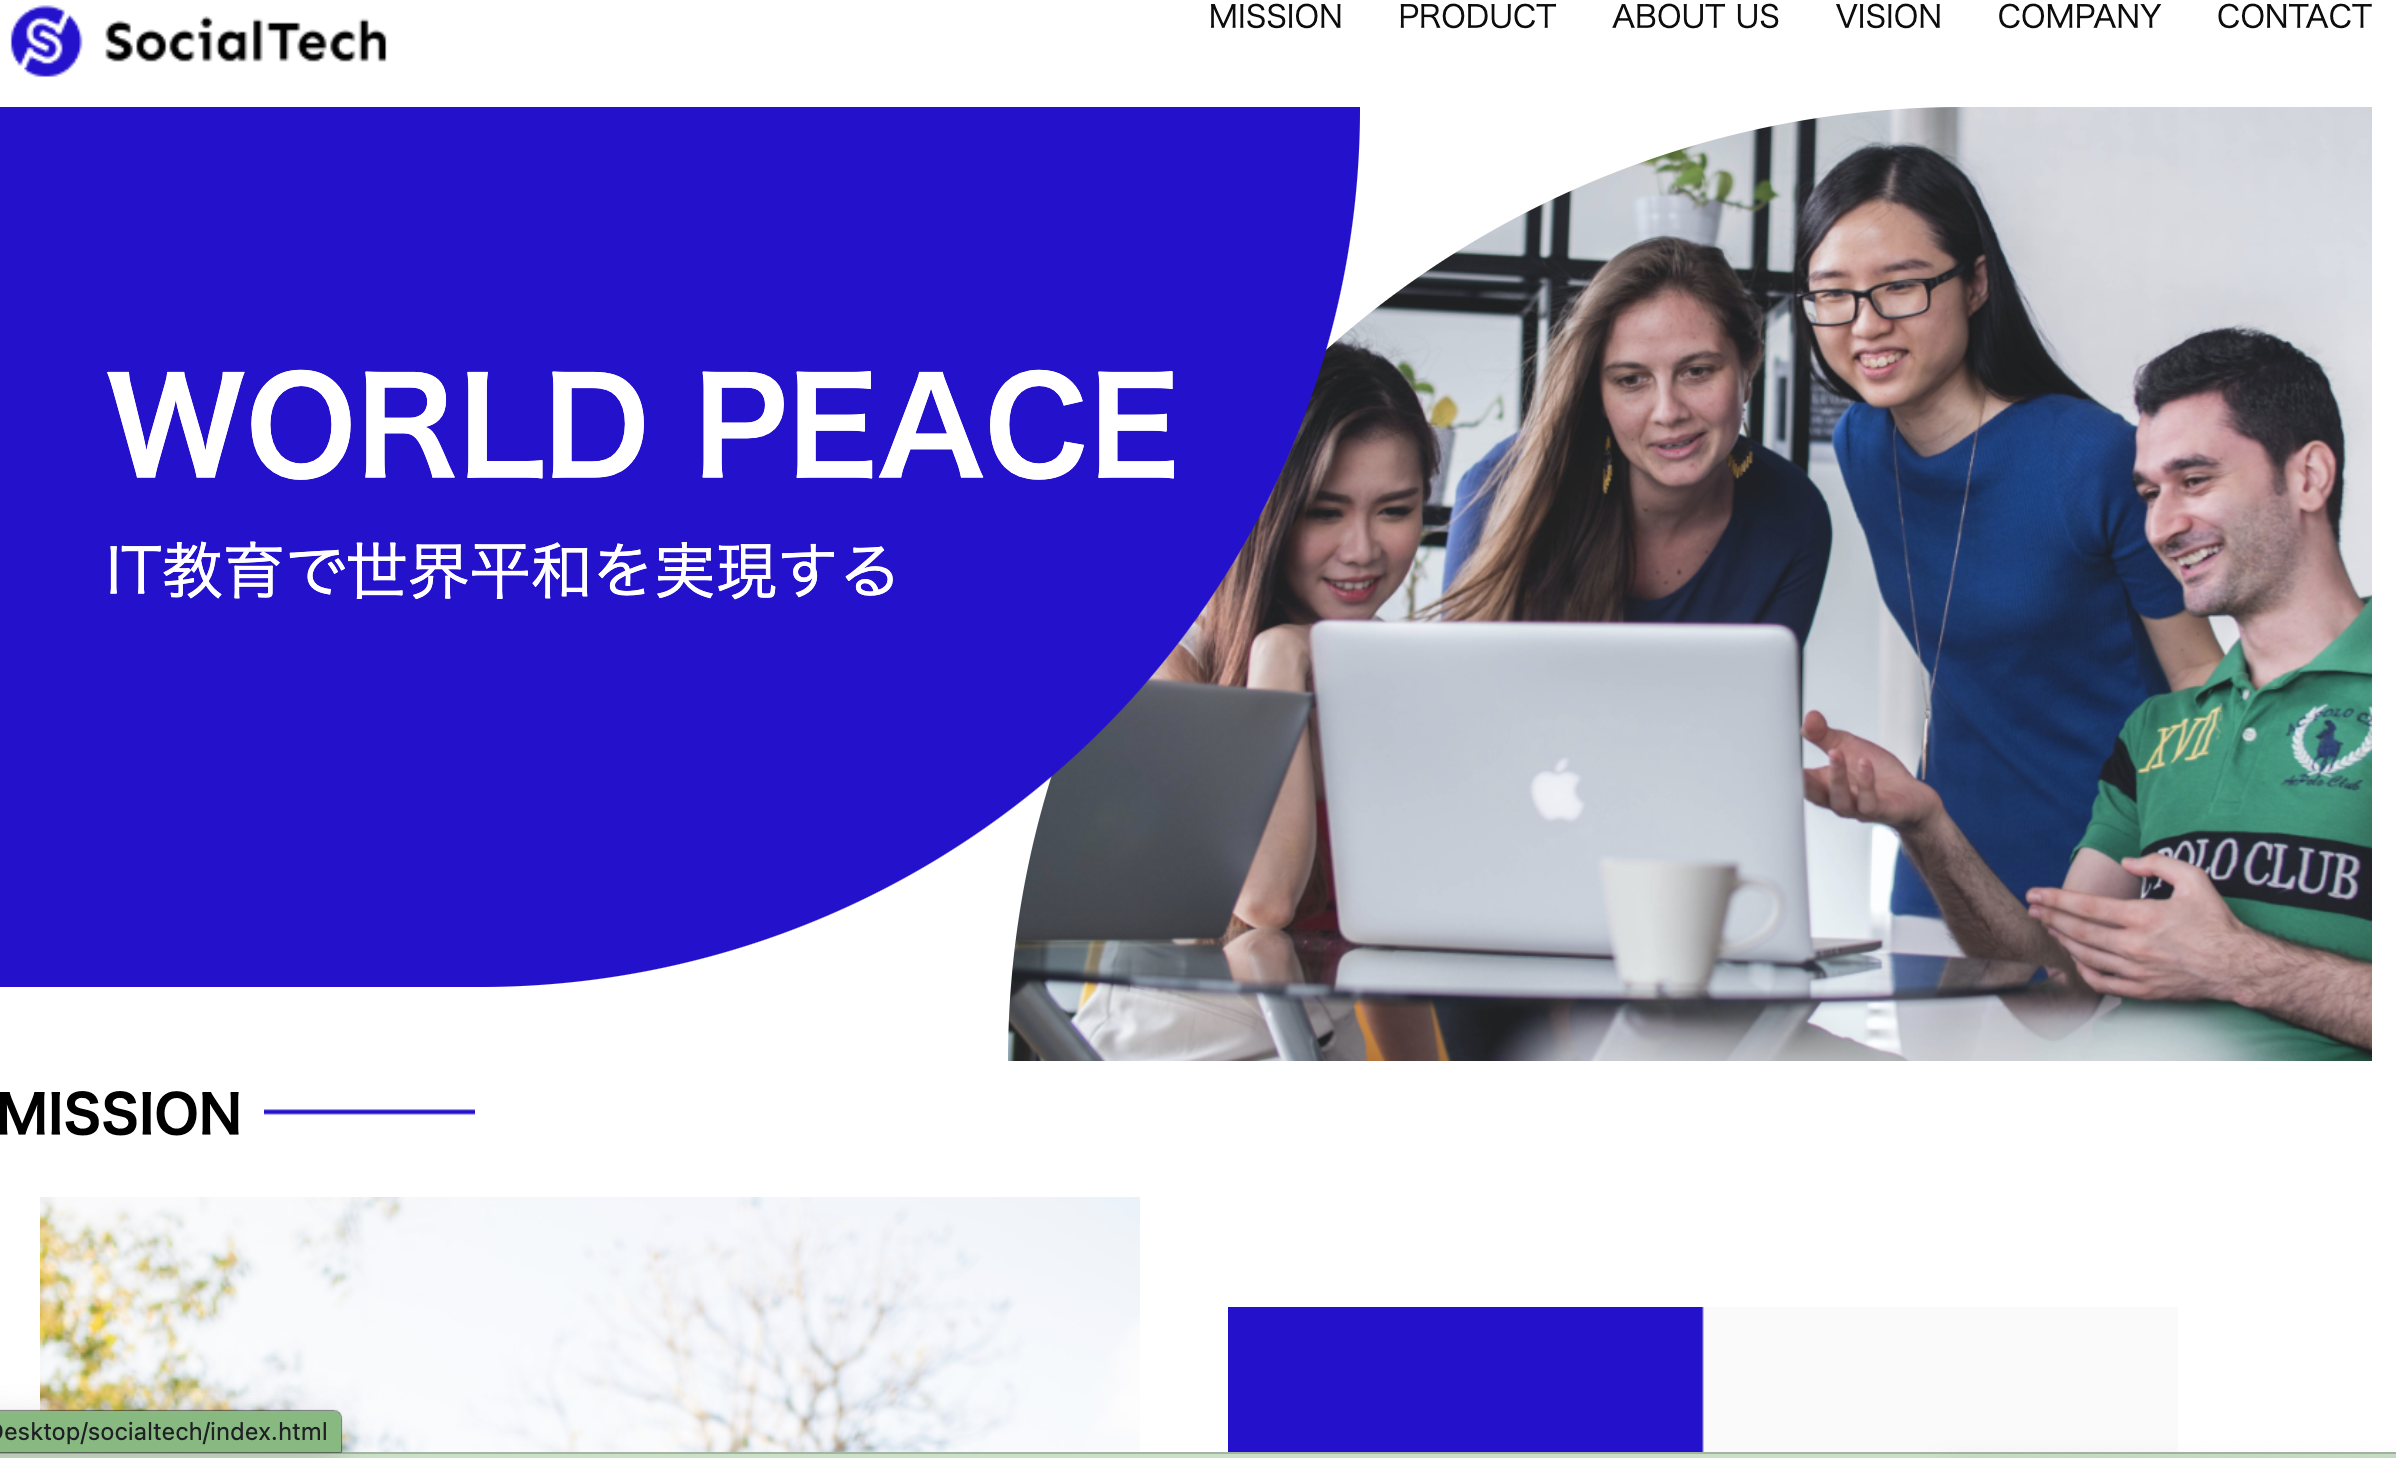 SocialTech
MISSION PRODUCT ABOUT US VISION COMPANY CONTACT
WORLD PEACE
IT教育で世界平和を実現する
XVII
POLO CLUB
MISSION
esktop/socialtech/index.html